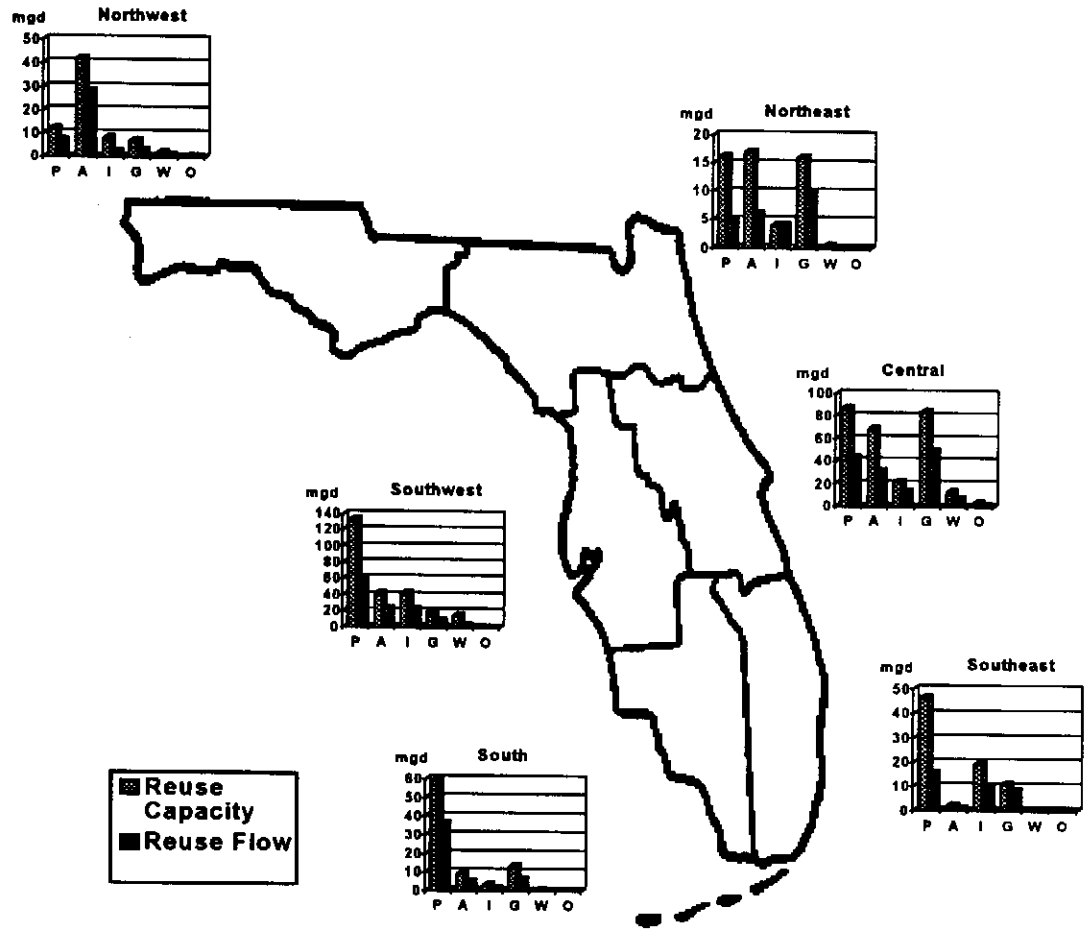 mgd Northwest
50
40
30
20
10
0
P A I G W O
mgd Northeast
20
15
10
5
0
P A I G W O
mgd Central
100
80
60
40
20
0
P A I G W O
mgd Southwest
140
120
100
80
60
40
20
0
P A I G W O
mgd Southeast
50
40
30
20
10
0
P A I G W O
mgd South
60
50
40
30
20
10
0
P A I G W O
Reuse
Capacity
Reuse Flow